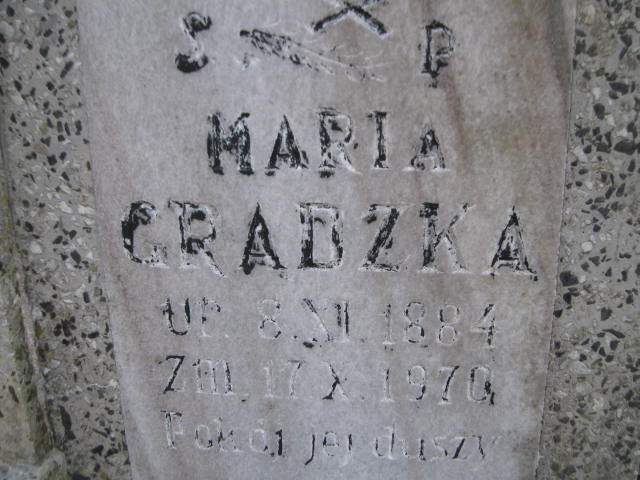 S P
MARIA
GRADZKA
Ur. 8. XI. 1884
Zm. 17 X. 1970.
Pokój jej duszy